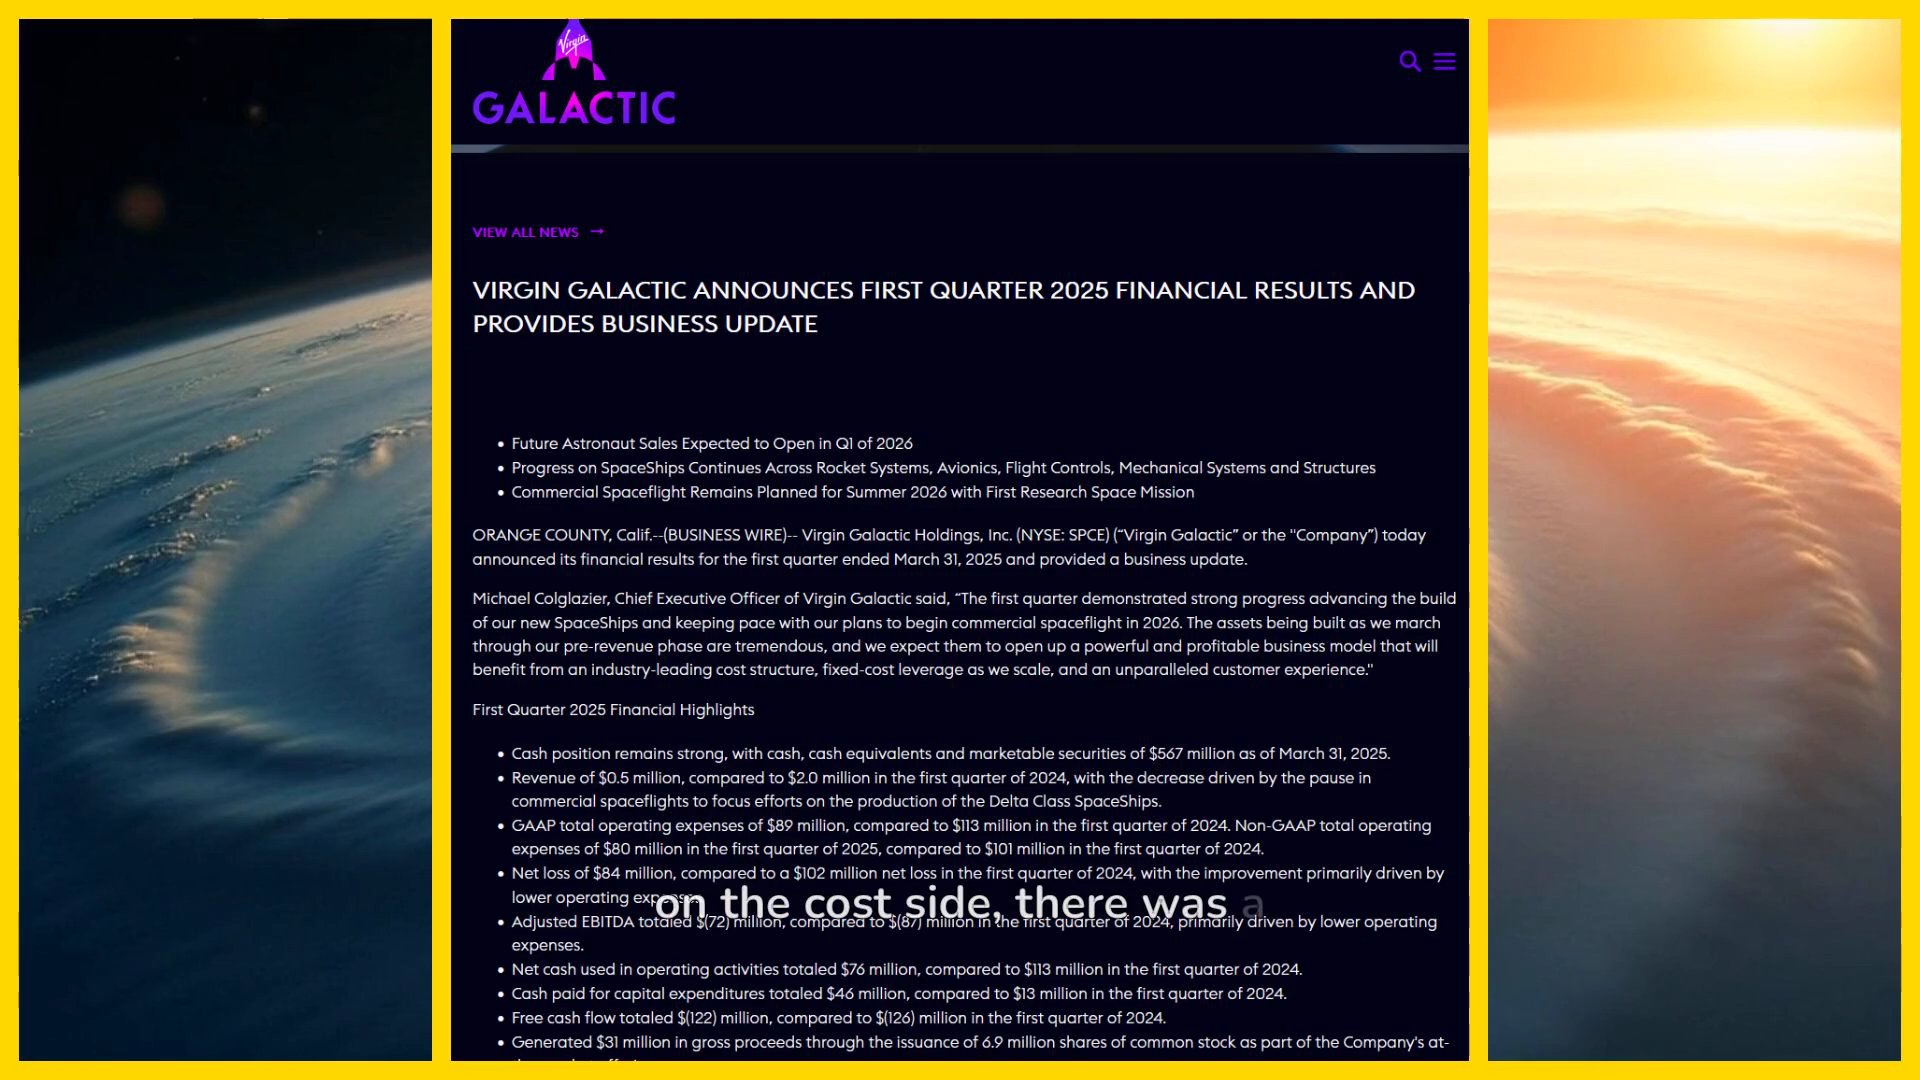 Virgin
GALACTIC
VIEW ALL NEWS →
VIRGIN GALACTIC ANNOUNCES FIRST QUARTER 2025 FINANCIAL RESULTS AND
PROVIDES BUSINESS UPDATE
• Future Astronaut Sales Expected to Open in Q1 of 2026
• Progress on SpaceShips Continues Across Rocket Systems, Avionics, Flight Controls, Mechanical Systems and Structures
• Commercial Spaceflight Remains Planned for Summer 2026 with First Research Space Mission
ORANGE COUNTY, Calif.--(BUSINESS WIRE)-- Virgin Galactic Holdings, Inc. (NYSE: SPCE) (“Virgin Galactic” or the "Company”) today
announced its financial results for the first quarter ended March 31, 2025 and provided a business update.
Michael Colglazier, Chief Executive Officer of Virgin Galactic said, “The first quarter demonstrated strong progress advancing the build
of our new SpaceShips and keeping pace with our plans to begin commercial spaceflight in 2026. The assets being built as we march
through our pre-revenue phase are tremendous, and we expect them to open up a powerful and profitable business model that will
benefit from an industry-leading cost structure, fixed-cost leverage as we scale, and an unparalleled customer experience."
First Quarter 2025 Financial Highlights
• Cash position remains strong, with cash, cash equivalents and marketable securities of $567 million as of March 31, 2025.
• Revenue of $0.5 million, compared to $2.0 million in the first quarter of 2024, with the decrease driven by the pause in
commercial spaceflights to focus efforts on the production of the Delta Class SpaceShips.
• GAAP total operating expenses of $89 million, compared to $113 million in the first quarter of 2024. Non-GAAP total operating
expenses of $80 million in the first quarter of 2025, compared to $101 million in the first quarter of 2024.
• Net loss of $84 million, compared to a $102 million net loss in the first quarter of 2024, with the improvement primarily driven by
lower operating expenses.
on the cost side, there was a
• Adjusted EBITDA totaled $(72) million, compared to $(87) million in the first quarter of 2024, primarily driven by lower operating
expenses.
• Net cash used in operating activities totaled $76 million, compared to $113 million in the first quarter of 2024.
• Cash paid for capital expenditures totaled $46 million, compared to $13 million in the first quarter of 2024.
• Free cash flow totaled $(122) million, compared to $(126) million in the first quarter of 2024.
• Generated $31 million in gross proceeds through the issuance of 6.9 million shares of common stock as part of the Company's at-